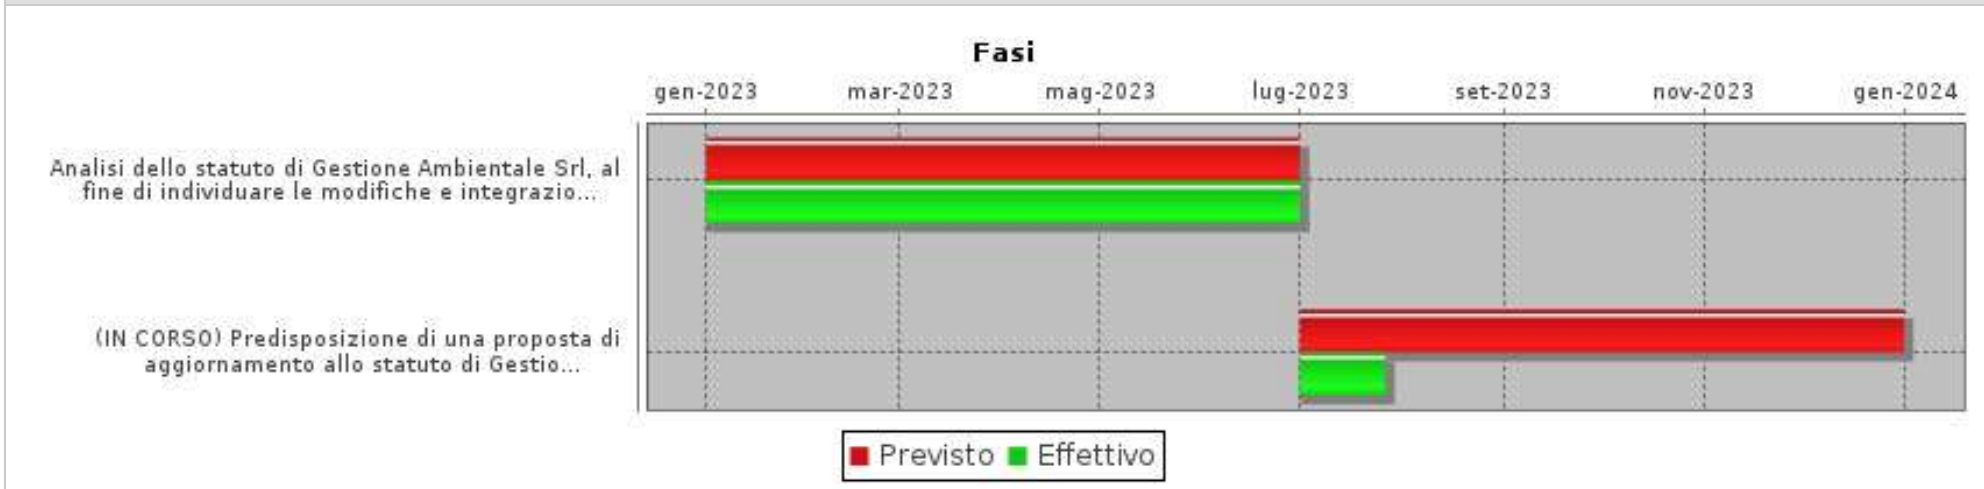 Fasi
gen-2023 mar-2023 mag-2023 lug-2023 set-2023 nov-2023 gen-2024
Analisi dello statuto di Gestione Ambientale Srl, al
fine di individuare le modifiche e integrazio...
(IN CORSO) Predisposizione di una proposta di
aggiornamento allo statuto di Gestio...
Previsto Effettivo